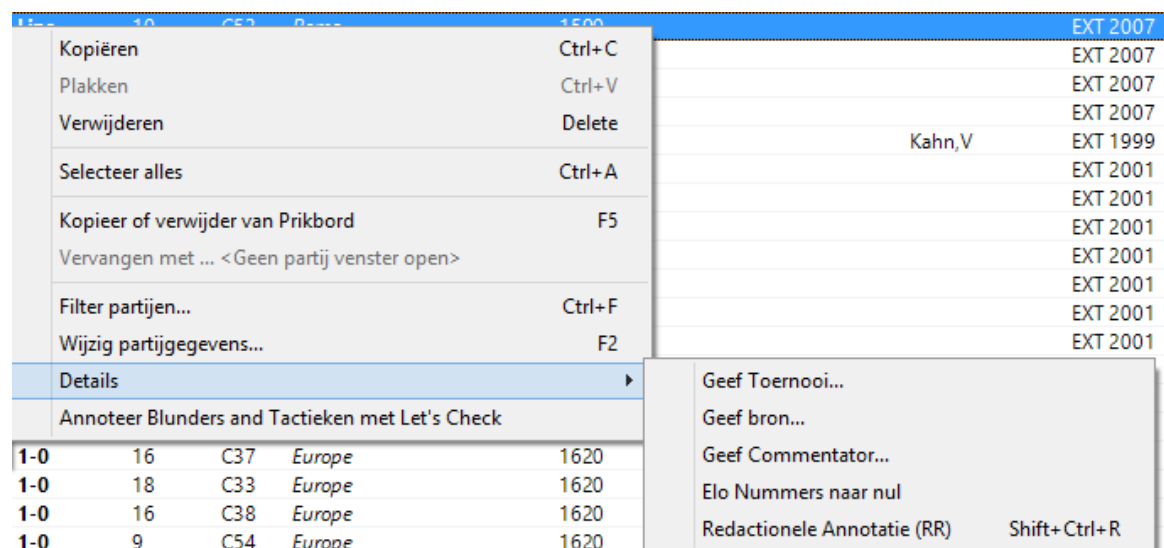 Line 10 C53 Roma 1590 EXT 2007
Kopiëren Ctrl+C EXT 2007
Plakken Ctrl+V EXT 2007
Verwijderen Delete EXT 2007
Kahn,V EXT 1999
Selecteer alles Ctrl+A EXT 2001
EXT 2001
Kopieer of verwijder van Prikbord F5 EXT 2001
Vervangen met ... <Geen partij venster open> EXT 2001
EXT 2001
Filter partijen... Ctrl+F EXT 2001
Wijzig partijgegevens... F2 EXT 2001
Details Geef Toernooi...
Annoteer Blunders and Tactieken met Let's Check Geef bron...
1-0 16 C37 Europe 1620 Geef Commentator...
1-0 18 C33 Europe 1620 Elo Nummers naar nul
1-0 16 C38 Europe 1620 Redactionele Annotatie (RR) Shift+Ctrl+R
1-0 9 C54 Europe 1620